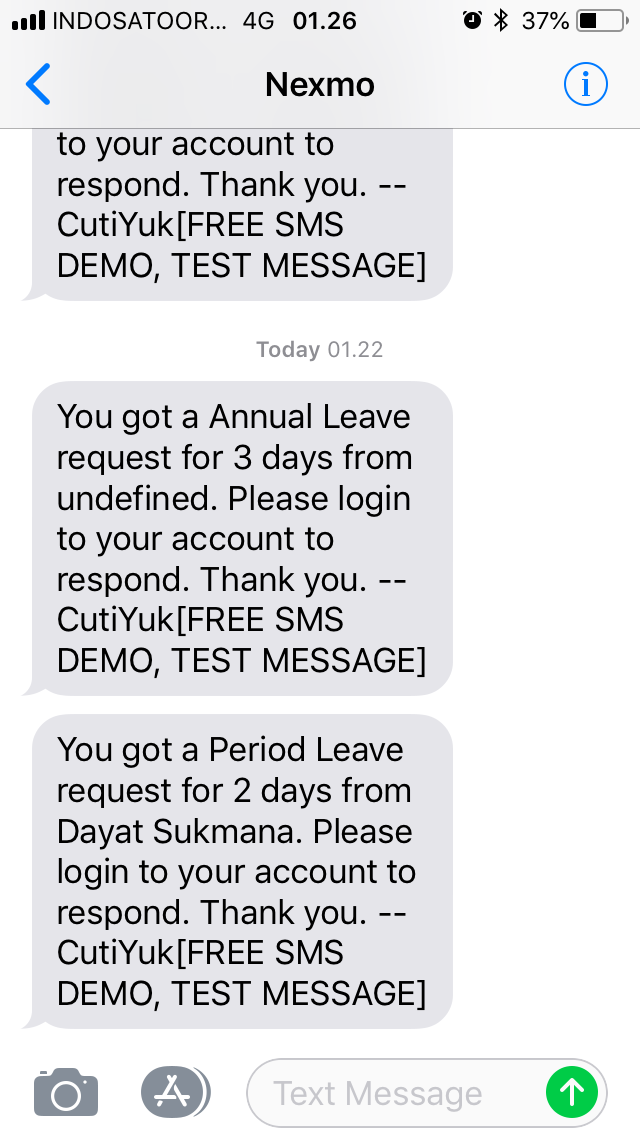 INDOSATOOR... 4G 01.26 37%
Nexmo
to your account to
respond. Thank you. --
CutiYuk[FREE SMS
DEMO, TEST MESSAGE]
Today 01.22
You got a Annual Leave
request for 3 days from
undefined. Please login
to your account to
respond. Thank you. --
CutiYuk[FREE SMS
DEMO, TEST MESSAGE]
You got a Period Leave
request for 2 days from
Dayat Sukmana. Please
login to your account to
respond. Thank you. --
CutiYuk[FREE SMS
DEMO, TEST MESSAGE]
Text Message